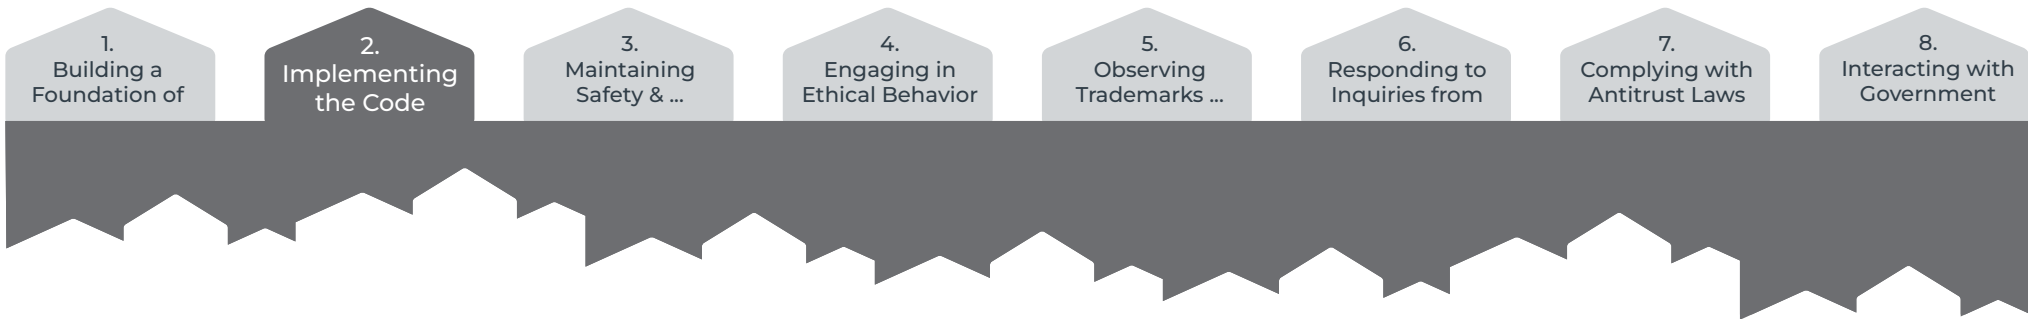 1.
Building a
Foundation of
2.
Implementing
the Code
3.
Maintaining
Safety & ...
4.
Engaging in
Ethical Behavior
5.
Observing
Trademarks ...
6.
Responding to
Inquiries from
7.
Complying with
Antitrust Laws
8.
Interacting with
Government